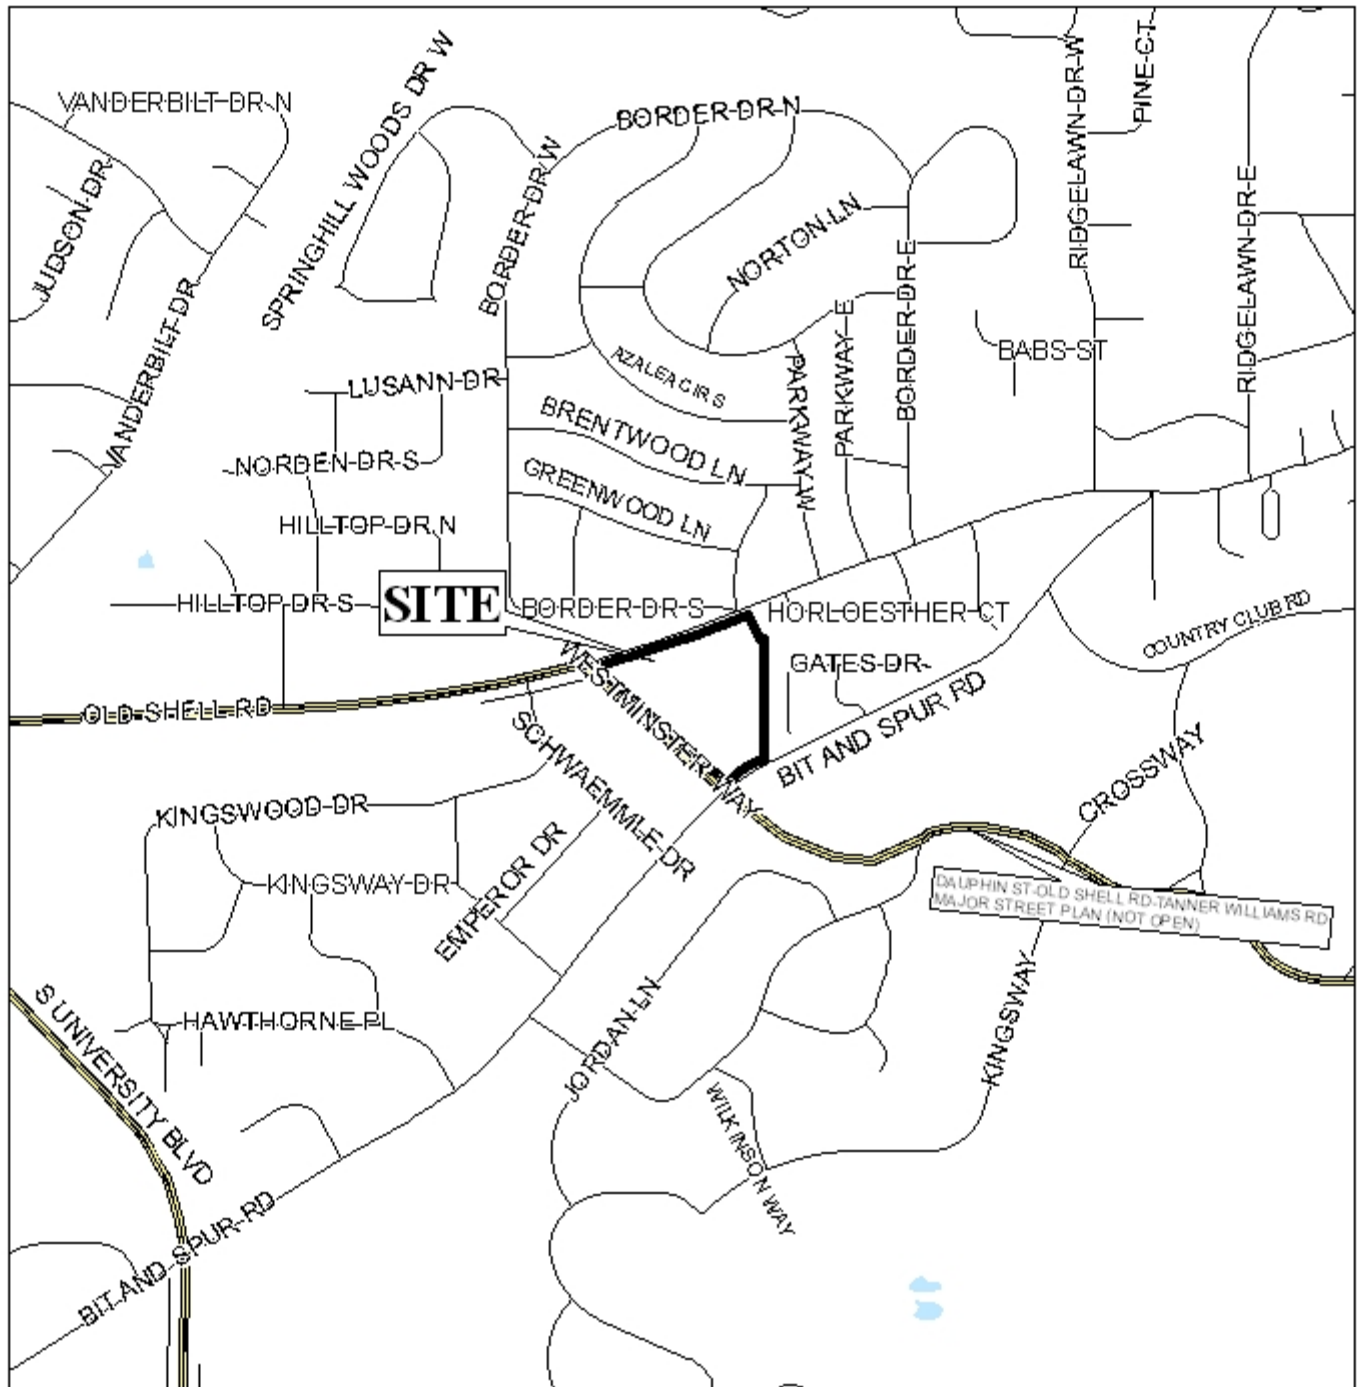 VANDERBILT DR N
SPRINGHILL WOODS DR W
BORDER DR N
RIDGELAWN DR W
PINE CT
JUDSON DR
BORDER DR W
NORTON LN
RIDGELAWN DR E
VANDERBILT DR
BORDER DR E
PARKWAY E
BABS ST
AZALEA CIR S
PARKWAY W
LUSANN DR
BRENTWOOD LN
NORDEN DR S
GREENWOOD LN
HILLTOP DR N
HILLTOP DR S
SITE
BORDER DR S
HORLOESTHER CT
COUNTRY CLUB RD
WESTMINSTER WAY
GATES DR
OLD SHELL RD
BIT AND SPUR RD
SCHWAEMMLE DR
CROSSWAY
KINGSWOOD DR
EMPEROR DR
KINGSWAY DR
DAUPHIN ST-OLD SHELL RD-TANNER WILLIAMS RD
MAJOR STREET PLAN (NOT OPEN)
S UNIVERSITY BLVD
HAWTHORNE PL
JORDAN LN
KINGSWAY
WILKINSON WAY
BIT AND SPUR RD